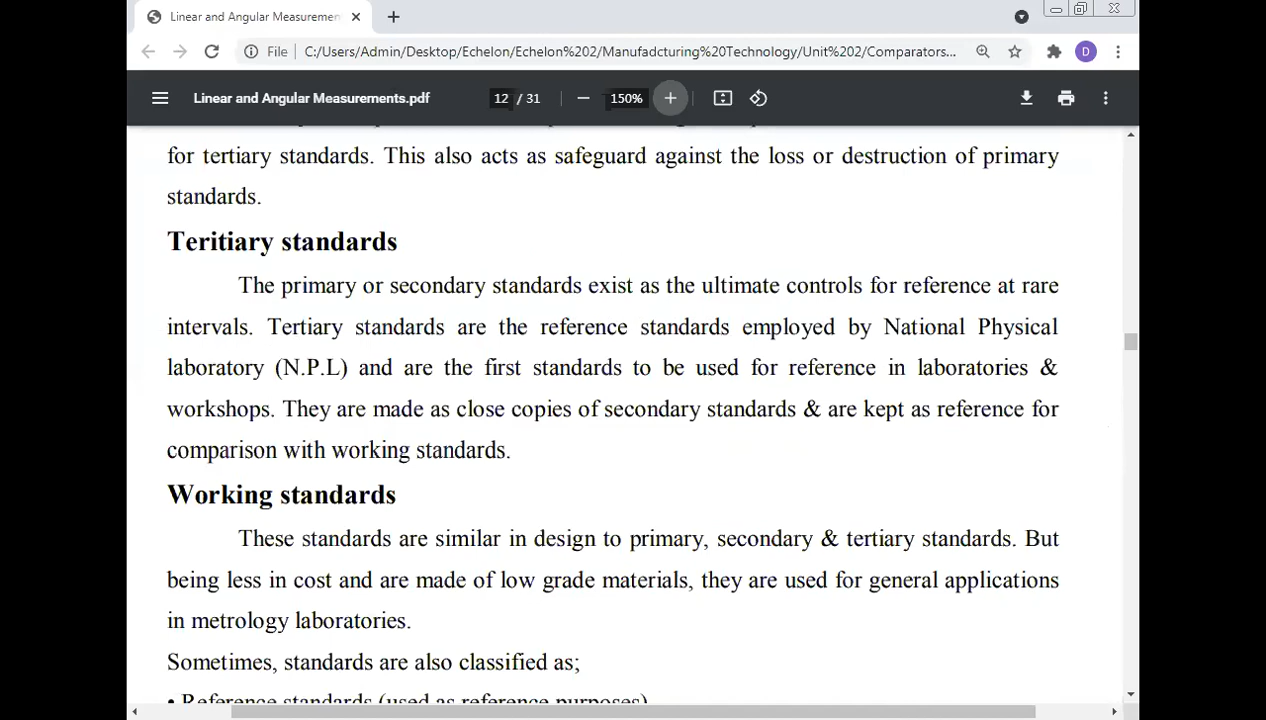 Linear and Angular Measuremen
File C:/Users/Admin/Desktop/Echelon/Echelon%202/Manufadcturing%20Technology/Unit%202/Comparators... D
Linear and Angular Measurements.pdf 12 / 31 150%
for tertiary standards. This also acts as safeguard against the loss or destruction of primary
standards.
Teritiary standards
The primary or secondary standards exist as the ultimate controls for reference at rare
intervals. Tertiary standards are the reference standards employed by National Physical
laboratory (N.P.L) and are the first standards to be used for reference in laboratories &
workshops. They are made as close copies of secondary standards & are kept as reference for
comparison with working standards.
Working standards
These standards are similar in design to primary, secondary & tertiary standards. But
being less in cost and are made of low grade materials, they are used for general applications
in metrology laboratories.
Sometimes, standards are also classified as;
• Reference standards (used as reference purposes)